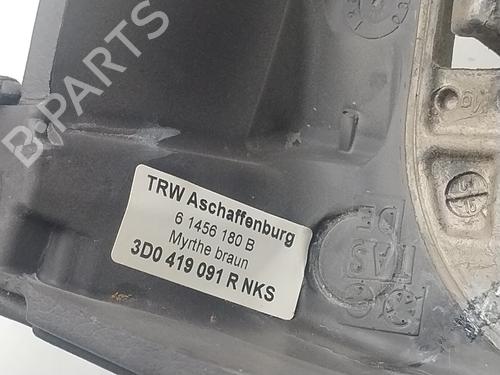 B-PARTS
TRW Aschaffenburg
6 1456 180 B
Myrthe braun
3D0 419 091 R NKS